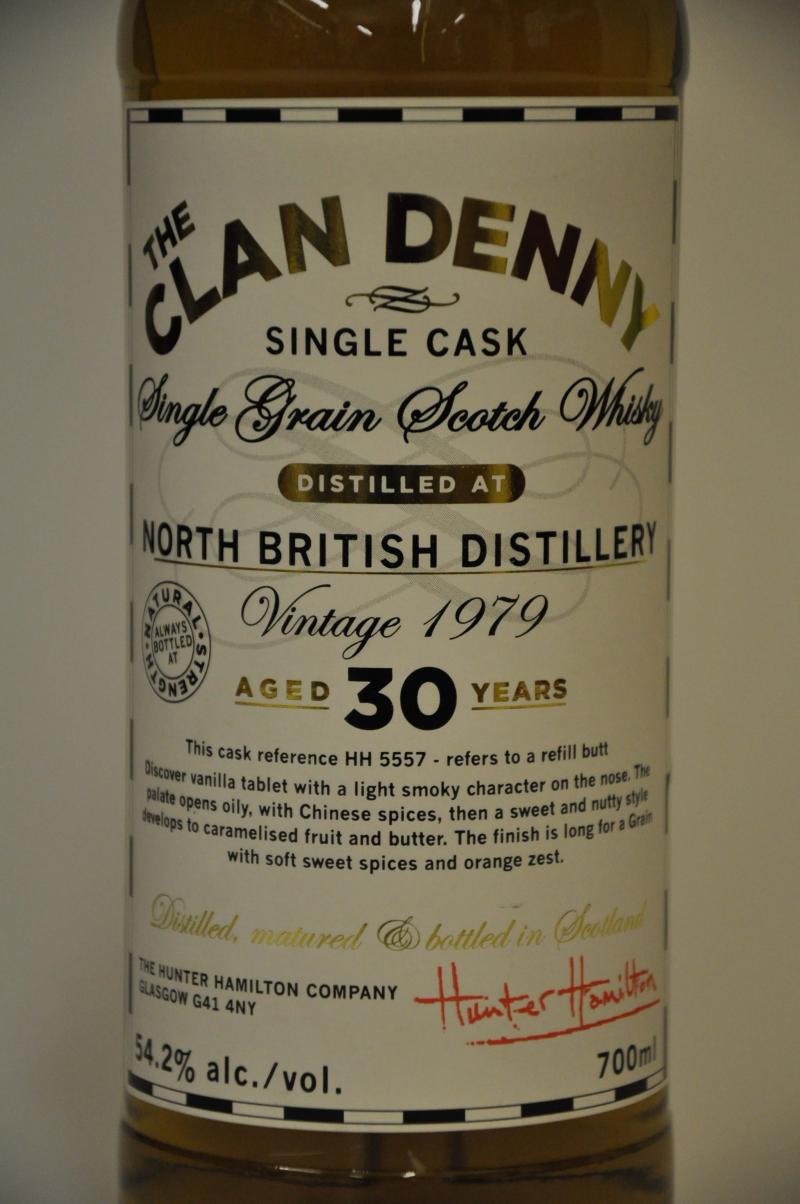 THE
CLAN DENNY
SINGLE CASK
Single Grain Scotch Whisky
DISTILLED AT
NORTH BRITISH DISTILLERY
Vintage 1979
NATURAL • STRENGTH •
ALWAYS
BOTTLED
AT
AGED 30 YEARS
This cask reference HH 5557 - refers to a refill butt
Discover vanilla tablet with a light smoky character on the nose. The
palate opens oily, with Chinese spices, then a sweet and nutty style
develops to caramelised fruit and butter. The finish is long for a Grain
with soft sweet spices and orange zest.
Distilled, matured & bottled in Scotland
THE HUNTER HAMILTON COMPANY
GLASGOW G41 4NY
Hunter Hamilton
54.2% alc./vol.
700ml